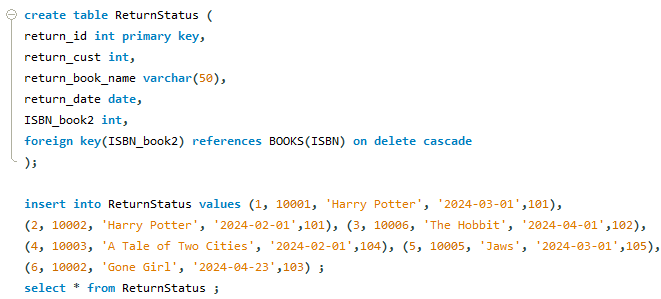 create table ReturnStatus (
return_id int primary key,
return_cust int,
return_book_name varchar(50),
return_date date,
ISBN_book2 int,
foreign key(ISBN_book2) references BOOKS(ISBN) on delete cascade
);
insert into ReturnStatus values (1, 10001, 'Harry Potter', '2024-03-01',101),
(2, 10002, 'Harry Potter', '2024-02-01',101), (3, 10006, 'The Hobbit', '2024-04-01',102),
(4, 10003, 'A Tale of Two Cities', '2024-02-01',104), (5, 10005, 'Jaws', '2024-03-01',105),
(6, 10002, 'Gone Girl', '2024-04-23',103) ;
select * from ReturnStatus ;